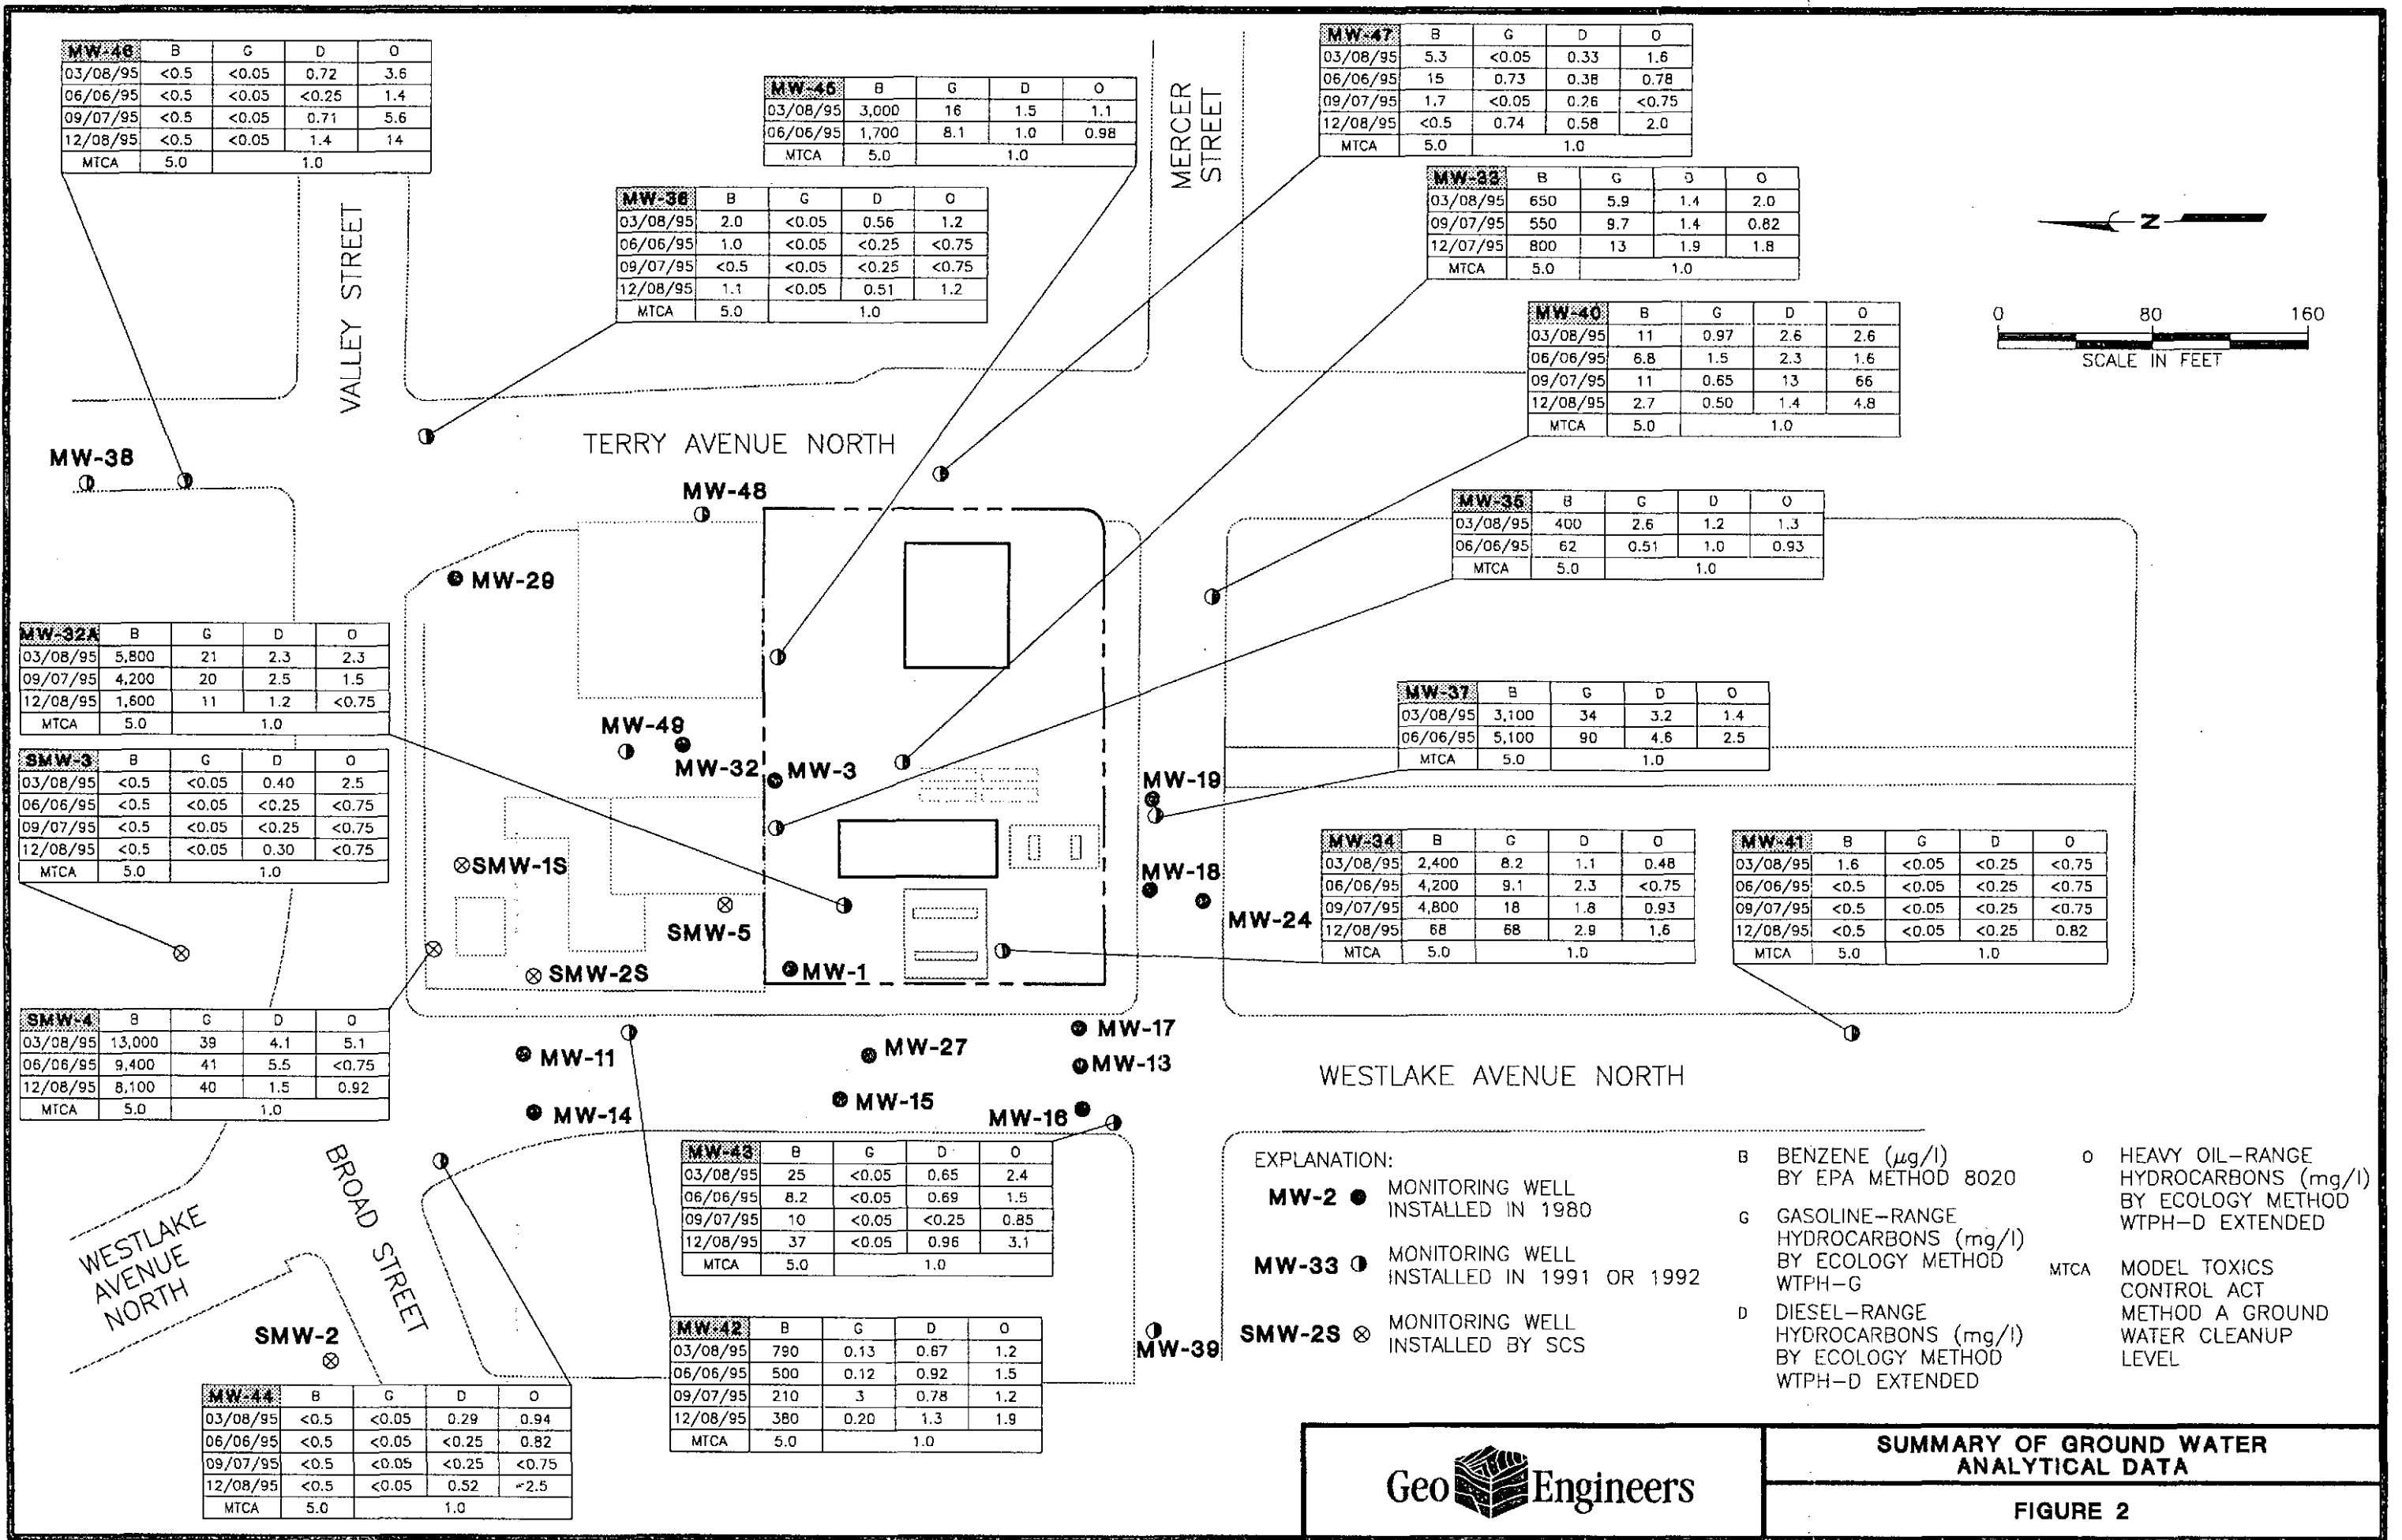 MW-46 B G D O
03/08/95 <0.5 <0.05 0.72 3.6
06/06/95 <0.5 <0.05 <0.25 1.4
09/07/95 <0.5 <0.05 0.71 5.6
12/08/95 <0.5 <0.05 1.4 14
MTCA 5.0 1.0
MW-45 B G D O
03/08/95 3,000 16 1.5 1.1
06/06/95 1,700 8.1 1.0 0.98
MTCA 5.0 1.0
MERCER
STREET
MW-47 B G D O
03/08/95 5.3 <0.05 0.33 1.6
06/06/95 15 0.73 0.38 0.78
09/07/95 1.7 <0.05 0.26 <0.75
12/08/95 <0.5 0.74 0.58 2.0
MTCA 5.0 1.0
MW-36 B G D O
03/08/95 2.0 <0.05 0.56 1.2
06/06/95 1.0 <0.05 <0.25 <0.75
09/07/95 <0.5 <0.05 <0.25 <0.75
12/08/95 1.1 <0.05 0.51 1.2
MTCA 5.0 1.0
MW-33 B G D O
03/08/95 650 5.9 1.4 2.0
09/07/95 550 9.7 1.4 0.82
12/07/95 800 13 1.9 1.8
MTCA 5.0 1.0
N
0 80 160
SCALE IN FEET
VALLEY STREET
MW-40 B G D O
03/08/95 11 0.97 2.6 2.6
06/06/95 6.8 1.5 2.3 1.6
09/07/95 11 0.65 13 66
12/08/95 2.7 0.50 1.4 4.8
MTCA 5.0 1.0
TERRY AVENUE NORTH
MW-38
MW-48
MW-35 B G D O
03/08/95 400 2.6 1.2 1.3
06/06/95 62 0.51 1.0 0.93
MTCA 5.0 1.0
MW-29
MW-32A B G D O
03/08/95 5,800 21 2.3 2.3
09/07/95 4,200 20 2.5 1.5
12/08/95 1,600 11 1.2 <0.75
MTCA 5.0 1.0
MW-49
MW-32
MW-3
MW-37 B G D O
03/08/95 3,100 34 3.2 1.4
06/06/95 5,100 90 4.6 2.5
MTCA 5.0 1.0
SMW-3 B G D O
03/08/95 <0.5 <0.05 0.40 2.5
06/06/95 <0.5 <0.05 <0.25 <0.75
09/07/95 <0.5 <0.05 <0.25 <0.75
12/08/95 <0.5 <0.05 0.30 <0.75
MTCA 5.0 1.0
MW-19
SMW-1S
MW-18
MW-24
SMW-5
MW-34 B G D O
03/08/95 2,400 8.2 1.1 0.48
06/06/95 4,200 9.1 2.3 <0.75
09/07/95 4,800 18 1.8 0.93
12/08/95 68 68 2.9 1.6
MTCA 5.0 1.0
MW-41 B G D O
03/08/95 1.6 <0.05 <0.25 <0.75
06/06/95 <0.5 <0.05 <0.25 <0.75
09/07/95 <0.5 <0.05 <0.25 <0.75
12/08/95 <0.5 <0.05 <0.25 0.82
MTCA 5.0 1.0
SMW-2S
MW-1
SMW-4 B G D O
03/08/95 13,000 39 4.1 5.1
06/06/95 9,400 41 5.5 <0.75
12/08/95 8,100 40 1.5 0.92
MTCA 5.0 1.0
MW-11
MW-27
MW-17
MW-13
MW-14
MW-15
MW-16
WESTLAKE AVENUE NORTH
MW-43 B G D O
03/08/95 25 <0.05 0.65 2.4
06/06/95 8.2 <0.05 0.69 1.5
09/07/95 10 <0.05 <0.25 0.85
12/08/95 37 <0.05 0.96 3.1
MTCA 5.0 1.0
BROAD STREET
WESTLAKE
AVENUE
NORTH
SMW-2
MW-42 B G D O
03/08/95 790 0.13 0.67 1.2
06/06/95 500 0.12 0.92 1.5
09/07/95 210 3 0.78 1.2
12/08/95 380 0.20 1.3 1.9
MTCA 5.0 1.0
MW-39
MW-44 B G D O
03/08/95 <0.5 <0.05 0.29 0.94
06/06/95 <0.5 <0.05 <0.25 0.82
09/07/95 <0.5 <0.05 <0.25 <0.75
12/08/95 <0.5 <0.05 0.52 2.5
MTCA 5.0 1.0
EXPLANATION:
MW-2 MONITORING WELL
INSTALLED IN 1980
MW-33 MONITORING WELL
INSTALLED IN 1991 OR 1992
SMW-2S MONITORING WELL
INSTALLED BY SCS
B BENZENE (µg/l)
BY EPA METHOD 8020
G GASOLINE-RANGE
HYDROCARBONS (mg/l)
BY ECOLOGY METHOD
WTPH-G
D DIESEL-RANGE
HYDROCARBONS (mg/l)
BY ECOLOGY METHOD
WTPH-D EXTENDED
O HEAVY OIL-RANGE
HYDROCARBONS (mg/l)
BY ECOLOGY METHOD
WTPH-D EXTENDED
MTCA MODEL TOXICS
CONTROL ACT
METHOD A GROUND
WATER CLEANUP
LEVEL
GeoEngineers
SUMMARY OF GROUND WATER
ANALYTICAL DATA
FIGURE 2